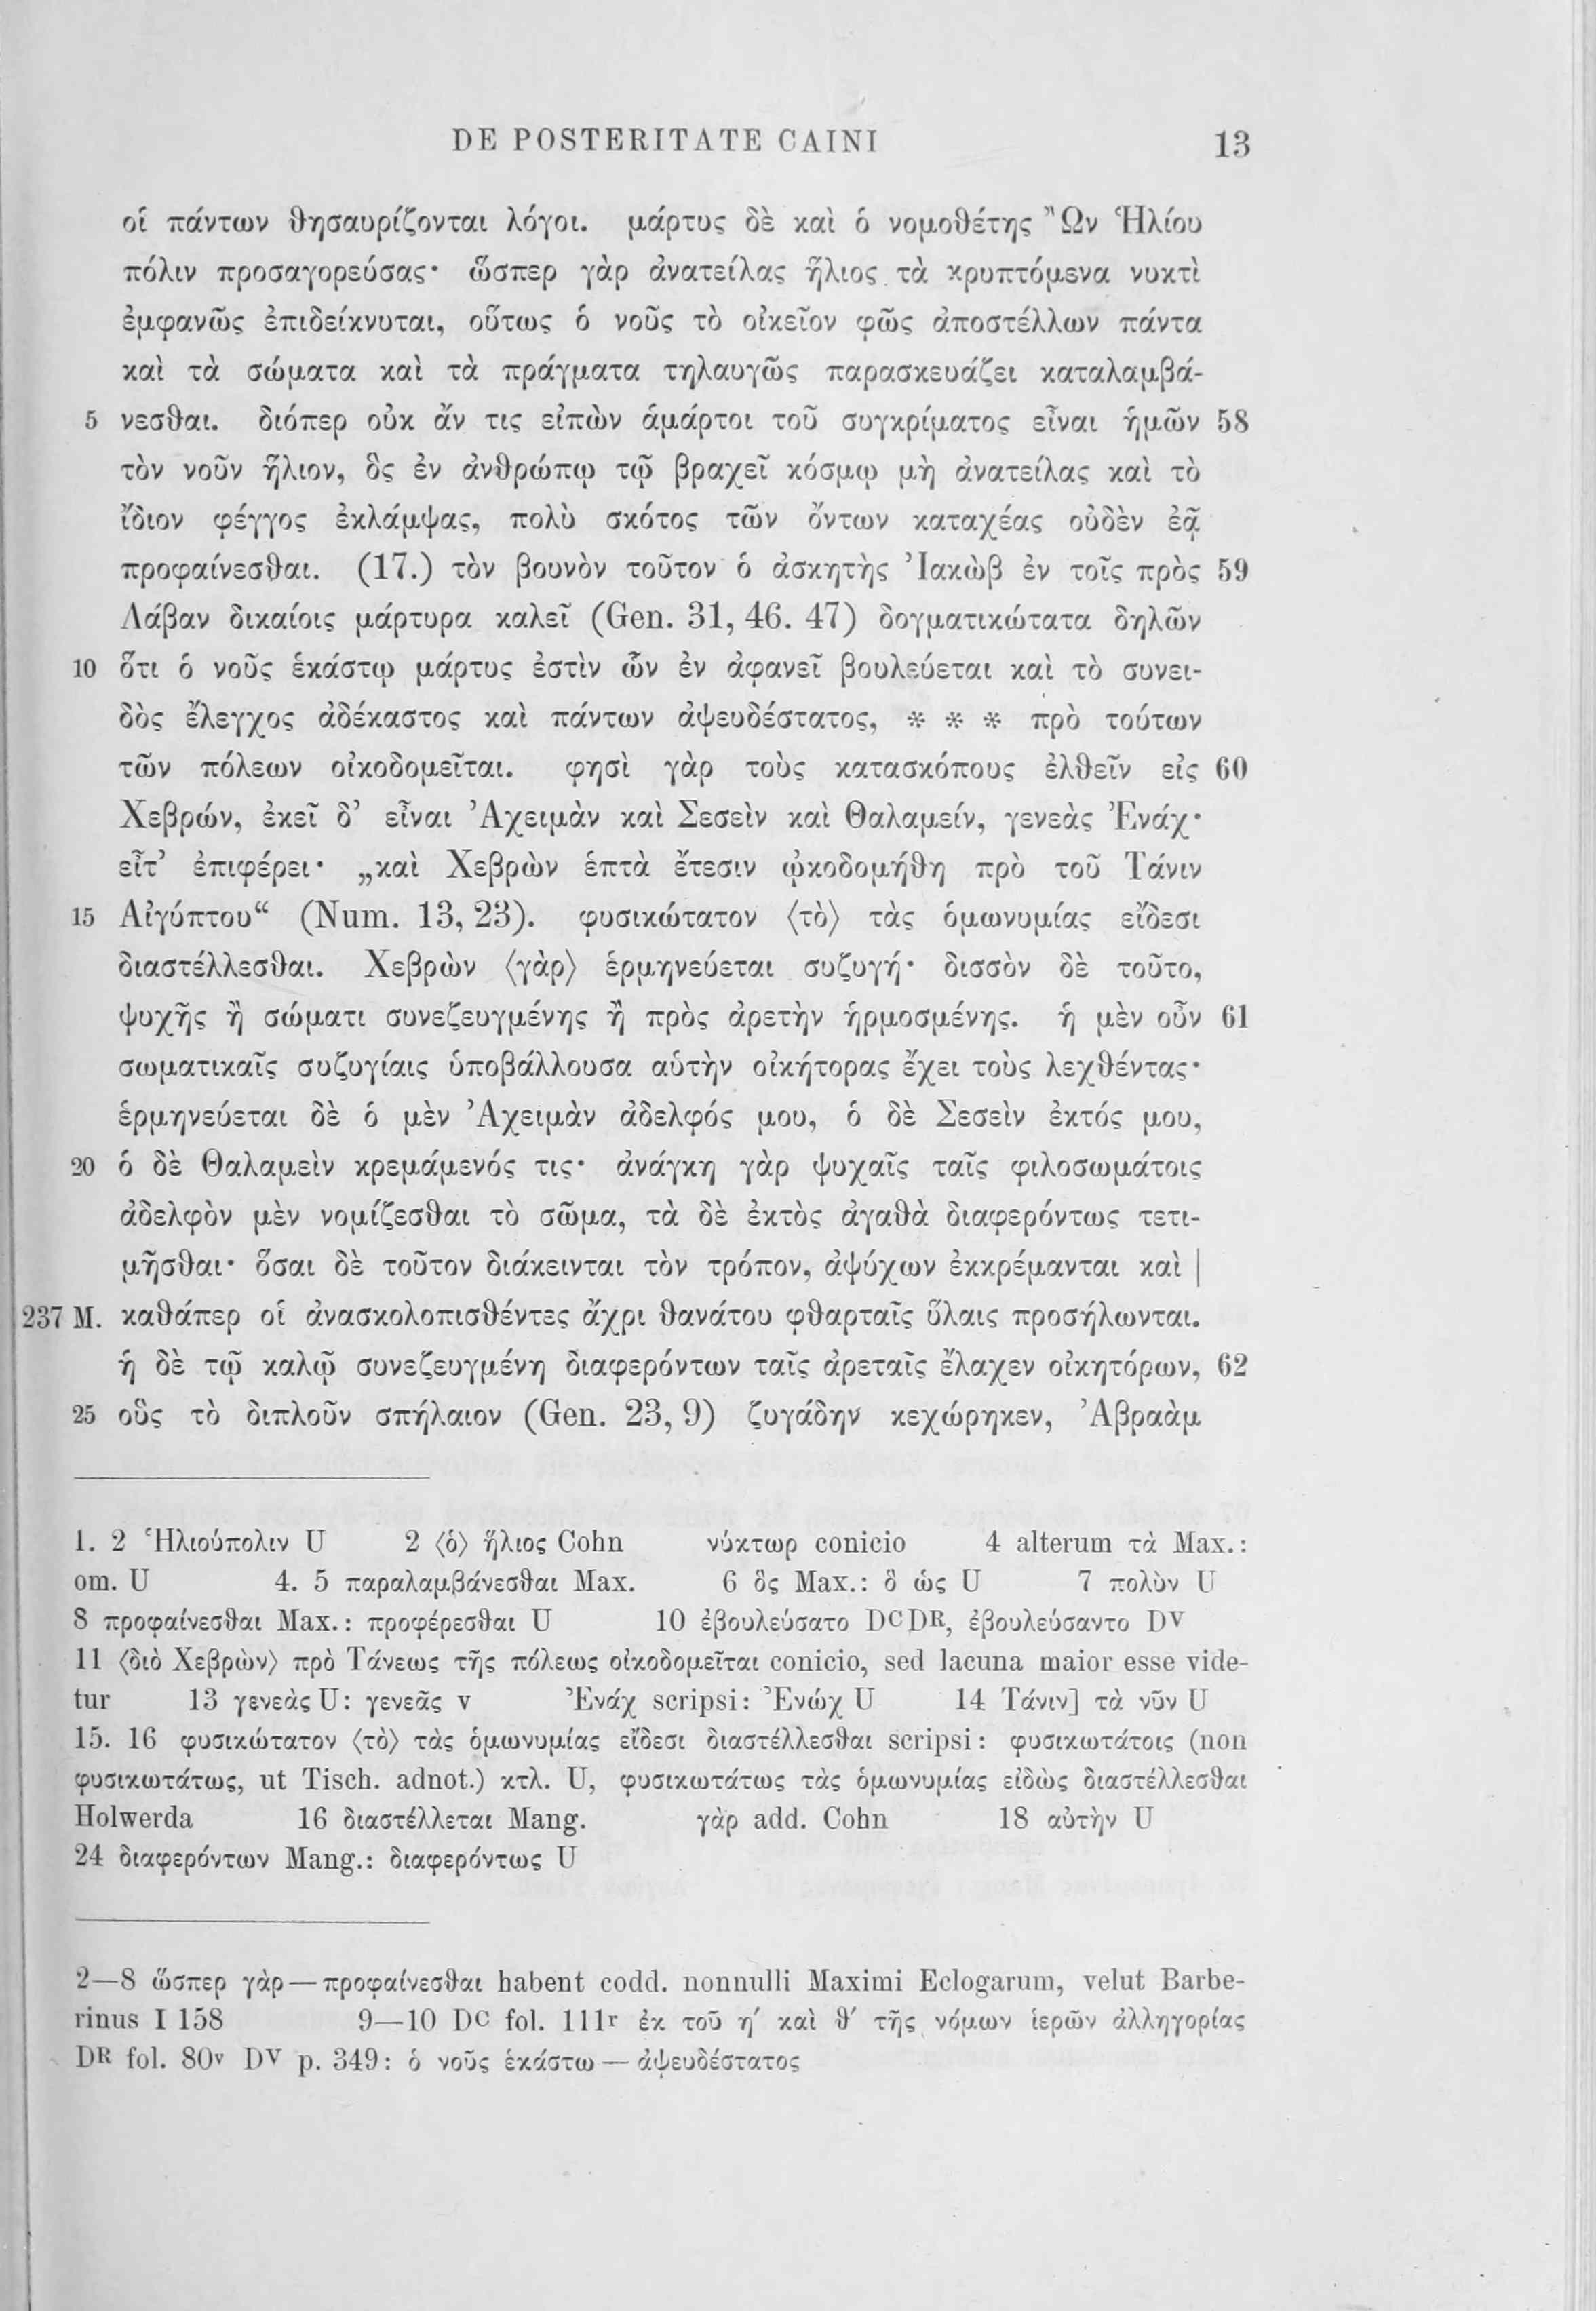 DE POSTERITATE CAINI 13
οἱ πάντων θησαυρίζονται λόγοι. μάρτυς δὲ καὶ ὁ νομοθέτης Ὢν Ἡλίου
πόλιν προσαγορεύσας· ὥσπερ γὰρ ἀνατείλας ἥλιος τὰ κρυπτόμενα νυκτὶ
ἐμφανῶς ἐπιδείκνυται, οὕτως ὁ νοῦς τὸ οἰκεῖον φῶς ἀποστέλλων πάντα
καὶ τὰ σώματα καὶ τὰ πράγματα τηλαυγῶς παρασκευάζει καταλαμβά-
5 νεσθαι. διόπερ οὐκ ἄν τις εἰπὼν ἁμάρτοι τοῦ συγκρίματος εἶναι ἡμῶν 58
τὸν νοῦν ἥλιον, ὃς ἐν ἀνθρώπῳ τῷ βραχεῖ κόσμῳ μὴ ἀνατείλας καὶ τὸ
ἴδιον φέγγος ἐκλάμψας, πολὺ σκότος τῶν ὄντων καταχέας οὐδὲν ἐᾷ
προφαίνεσθαι. (17.) τὸν βουνὸν τοῦτον ὁ ἀσκητὴς Ἰακὼβ ἐν τοῖς πρὸς 59
Λάβαν δικαίοις μάρτυρα καλεῖ (Gen. 31, 46. 47) δογματικώτατα δηλῶν
10 ὅτι ὁ νοῦς ἑκάστῳ μάρτυς ἐστὶν ὧν ἐν ἀφανεῖ βουλεύεται καὶ τὸ συνει-
δὸς ἔλεγχος ἀδέκαστος καὶ πάντων ἀψευδέστατος, * * * πρὸ τούτων
τῶν πόλεων οἰκοδομεῖται. φησὶ γὰρ τοὺς κατασκόπους ἐλθεῖν εἰς 60
Χεβρών, ἐκεῖ δ’ εἶναι Ἀχειμὰν καὶ Σεσεὶν καὶ Θαλαμείν, γενεὰς Ἐνάχ·
εἶτ’ ἐπιφέρει· „καὶ Χεβρὼν ἑπτὰ ἔτεσιν ᾠκοδομήθη πρὸ τοῦ Τάνιν
15 Αἰγύπτου“ (Num. 13, 23). φυσικώτατον ⟨τὸ⟩ τὰς ὁμωνυμίας εἴδεσι
διαστέλλεσθαι. Χεβρὼν ⟨γὰρ⟩ ἑρμηνεύεται συζυγή· δισσὸν δὲ τοῦτο,
ψυχῆς ἢ σώματι συνεζευγμένης ἢ πρὸς ἀρετὴν ἡρμοσμένης. ἡ μὲν οὖν 61
σωματικαῖς συζυγίαις ὑποβάλλουσα αὑτὴν οἰκήτορας ἔχει τοὺς λεχθέντας·
ἑρμηνεύεται δὲ ὁ μὲν Ἀχειμὰν ἀδελφός μου, ὁ δὲ Σεσεὶν ἐκτός μου,
20 ὁ δὲ Θαλαμεὶν κρεμάμενός τις· ἀνάγκη γὰρ ψυχαῖς ταῖς φιλοσωμάτοις
ἀδελφὸν μὲν νομίζεσθαι τὸ σῶμα, τὰ δὲ ἐκτὸς ἀγαθὰ διαφερόντως τετι-
μῆσθαι· ὅσαι δὲ τοῦτον διάκεινται τὸν τρόπον, ἀψύχων ἐκκρέμανται καὶ |
237 M. καθάπερ οἱ ἀνασκολοπισθέντες ἄχρι θανάτου φθαρταῖς ὕλαις προσήλωνται.
ἡ δὲ τῷ καλῷ συνεζευγμένη διαφερόντων ταῖς ἀρεταῖς ἔλαχεν οἰκητόρων, 62
25 οὓς τὸ διπλοῦν σπήλαιον (Gen. 23, 9) ζυγάδην κεχώρηκεν, Ἀβραὰμ
1. 2 Ἡλιούπολιν U 2 ⟨ὁ⟩ ἥλιος Cohn νύκτωρ conicio 4 alterum τὰ Max.:
om. U 4. 5 παραλαμβάνεσθαι Max. 6 ὃς Max.: ὃ ὡς U 7 πολὺν U
8 προφαίνεσθαι Max.: προφέρεσθαι U 10 ἐβουλεύσατο DCDR, ἐβουλεύσαντο DV
11 ⟨διὸ Χεβρὼν⟩ πρὸ Τάνεως τῆς πόλεως οἰκοδομεῖται conicio, sed lacuna maior esse vide-
tur 13 γενεὰς U: γενεᾶς v Ἐνάχ scripsi: Ἐνώχ U 14 Τάνιν] τὰ νῦν U
15. 16 φυσικώτατον ⟨τὸ⟩ τὰς ὁμωνυμίας εἴδεσι διαστέλλεσθαι scripsi: φυσικωτάτοις (non
φυσικωτάτως, ut Tisch. adnot.) κτλ. U, φυσικωτάτως τὰς ὁμωνυμίας εἰδὼς διαστέλλεσθαι
Holwerda 16 διαστέλλεται Mang. γὰρ add. Cohn 18 αὐτὴν U
24 διαφερόντων Mang.: διαφερόντως U
2—8 ὥσπερ γὰρ — προφαίνεσθαι habent codd. nonnulli Maximi Eclogarum, velut Barbe-
rinus I 158 9—10 DC fol. 111r ἐκ τοῦ η′ καὶ θ′ τῆς νόμων ἱερῶν ἀλληγορίας
DR fol. 80v DV p. 349: ὁ νοῦς ἑκάστω — ἀψευδέστατος